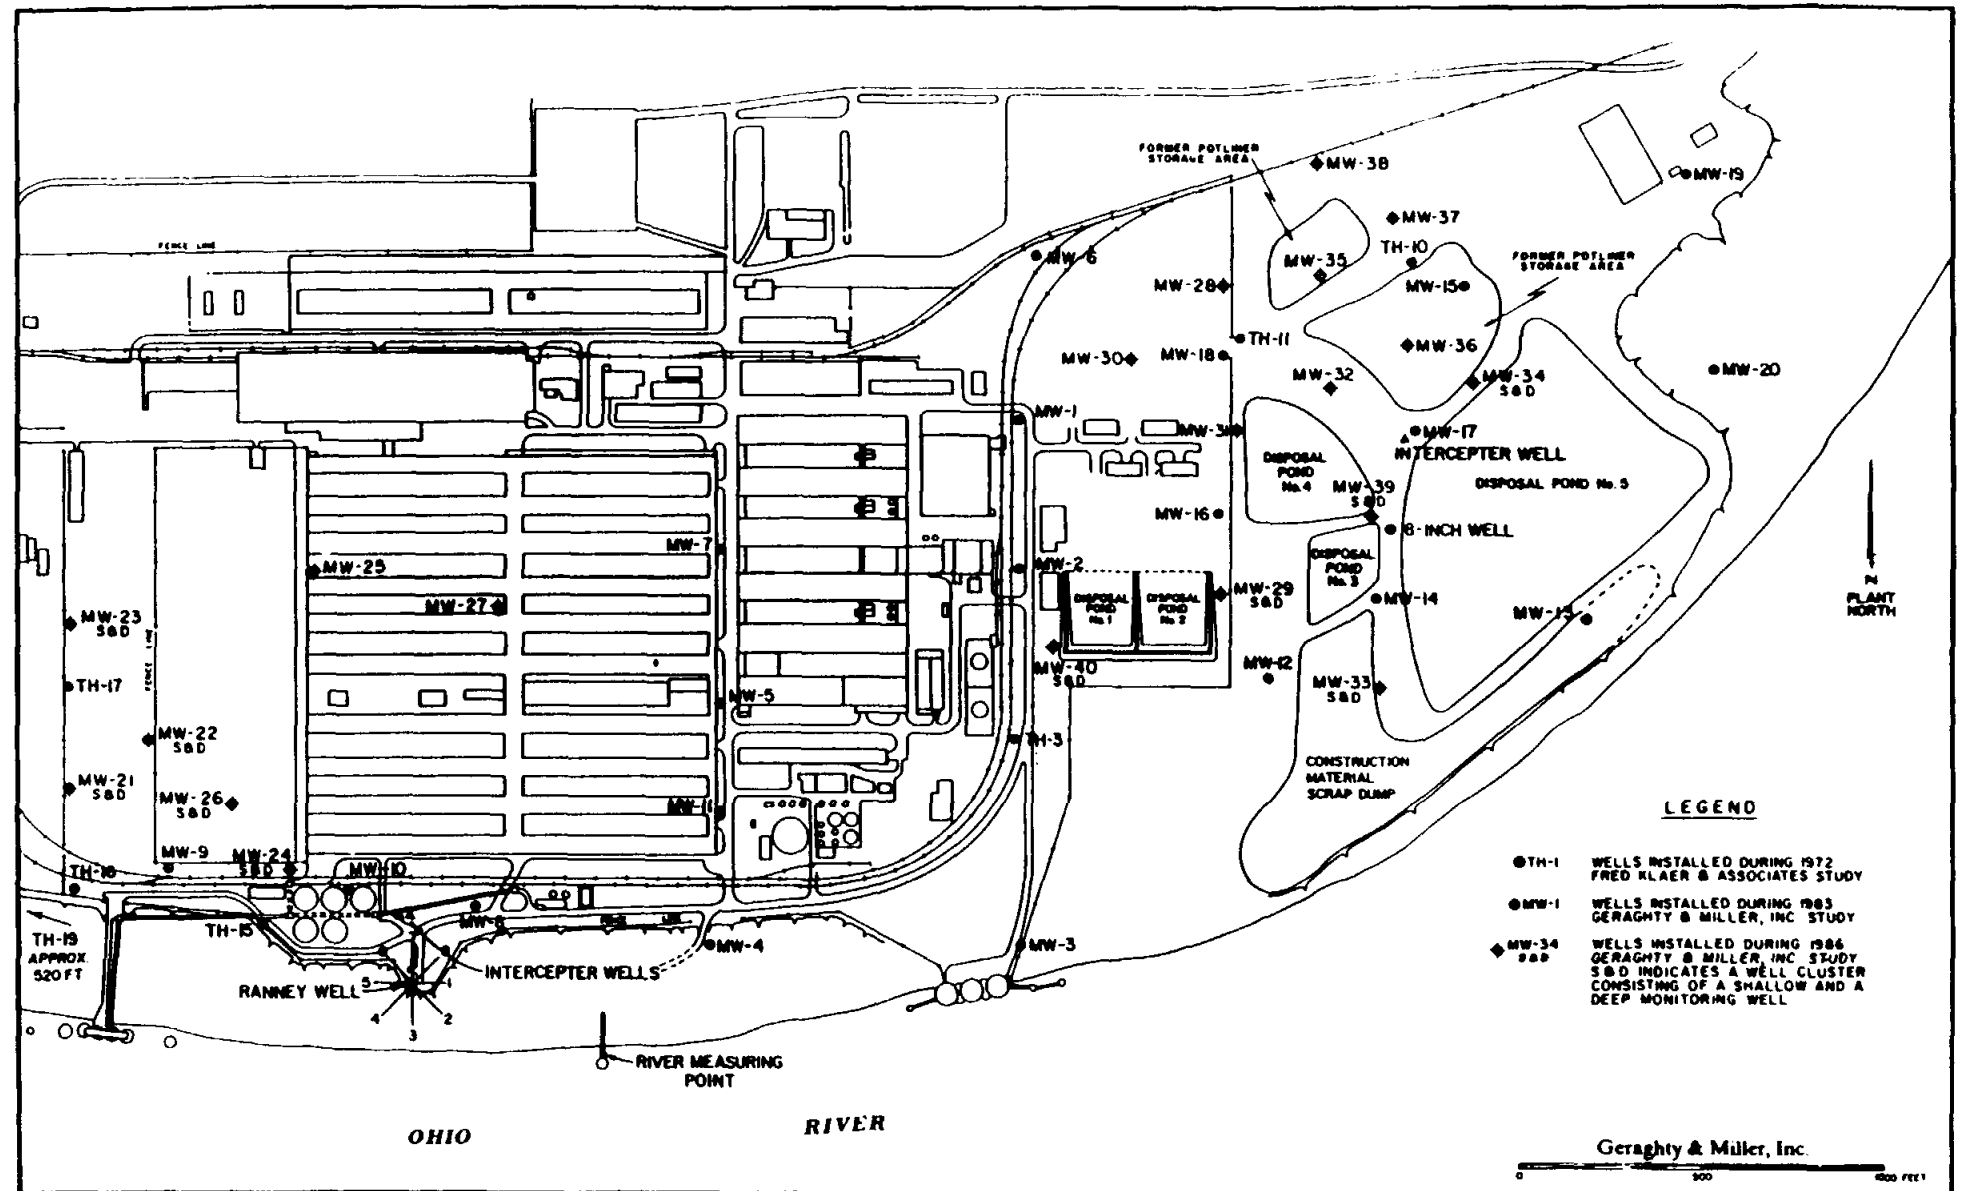 FORMER POTLINER
STORAGE AREA
MW-38
MW-19
MW-37
FENCE LINE
TH-10
MW-6
MW-35
FORMER POTLINER
STORAGE AREA
MW-28
MW-15
TH-11
MW-36
MW-30
MW-18
MW-32
MW-34
S&D
MW-20
MW-1
MW-31
MW-17
INTERCEPTER WELL
DISPOSAL
POND
No. 4
MW-39
S&D
DISPOSAL POND No. 5
MW-16
8-INCH WELL
MW-7
DISPOSAL
POND
No. 3
MW-25
MW-2
MW-27
DISPOSAL
POND
No. 1
DISPOSAL
POND
No. 2
MW-29
S&D
MW-14
MW-13
PLANT
NORTH
MW-23
S&D
FENCE LINE
MW-40
S&D
MW-12
TH-17
MW-5
MW-33
S&D
MW-22
S&D
TH-3
MW-21
S&D
MW-26
S&D
MW-11
CONSTRUCTION
MATERIAL
SCRAP DUMP
LEGEND
MW-9
MW-24
S&D
MW-10
TH-1
WELLS INSTALLED DURING 1972
FRED KLAER & ASSOCIATES STUDY
MW-1
WELLS INSTALLED DURING 1983
GERAGHTY & MILLER, INC STUDY
MW-34
S&D
WELLS INSTALLED DURING 1986
GERAGHTY & MILLER, INC STUDY
S&D INDICATES A WELL CLUSTER
CONSISTING OF A SHALLOW AND A
DEEP MONITORING WELL
TH-15
MW-8
MW-4
MW-3
TH-19
APPROX.
520 FT
INTERCEPTER WELLS
RANNEY WELL
5
1
4
2
3
RIVER MEASURING
POINT
OHIO RIVER
Geraghty & Miller, Inc.
0 500 1000 FEET